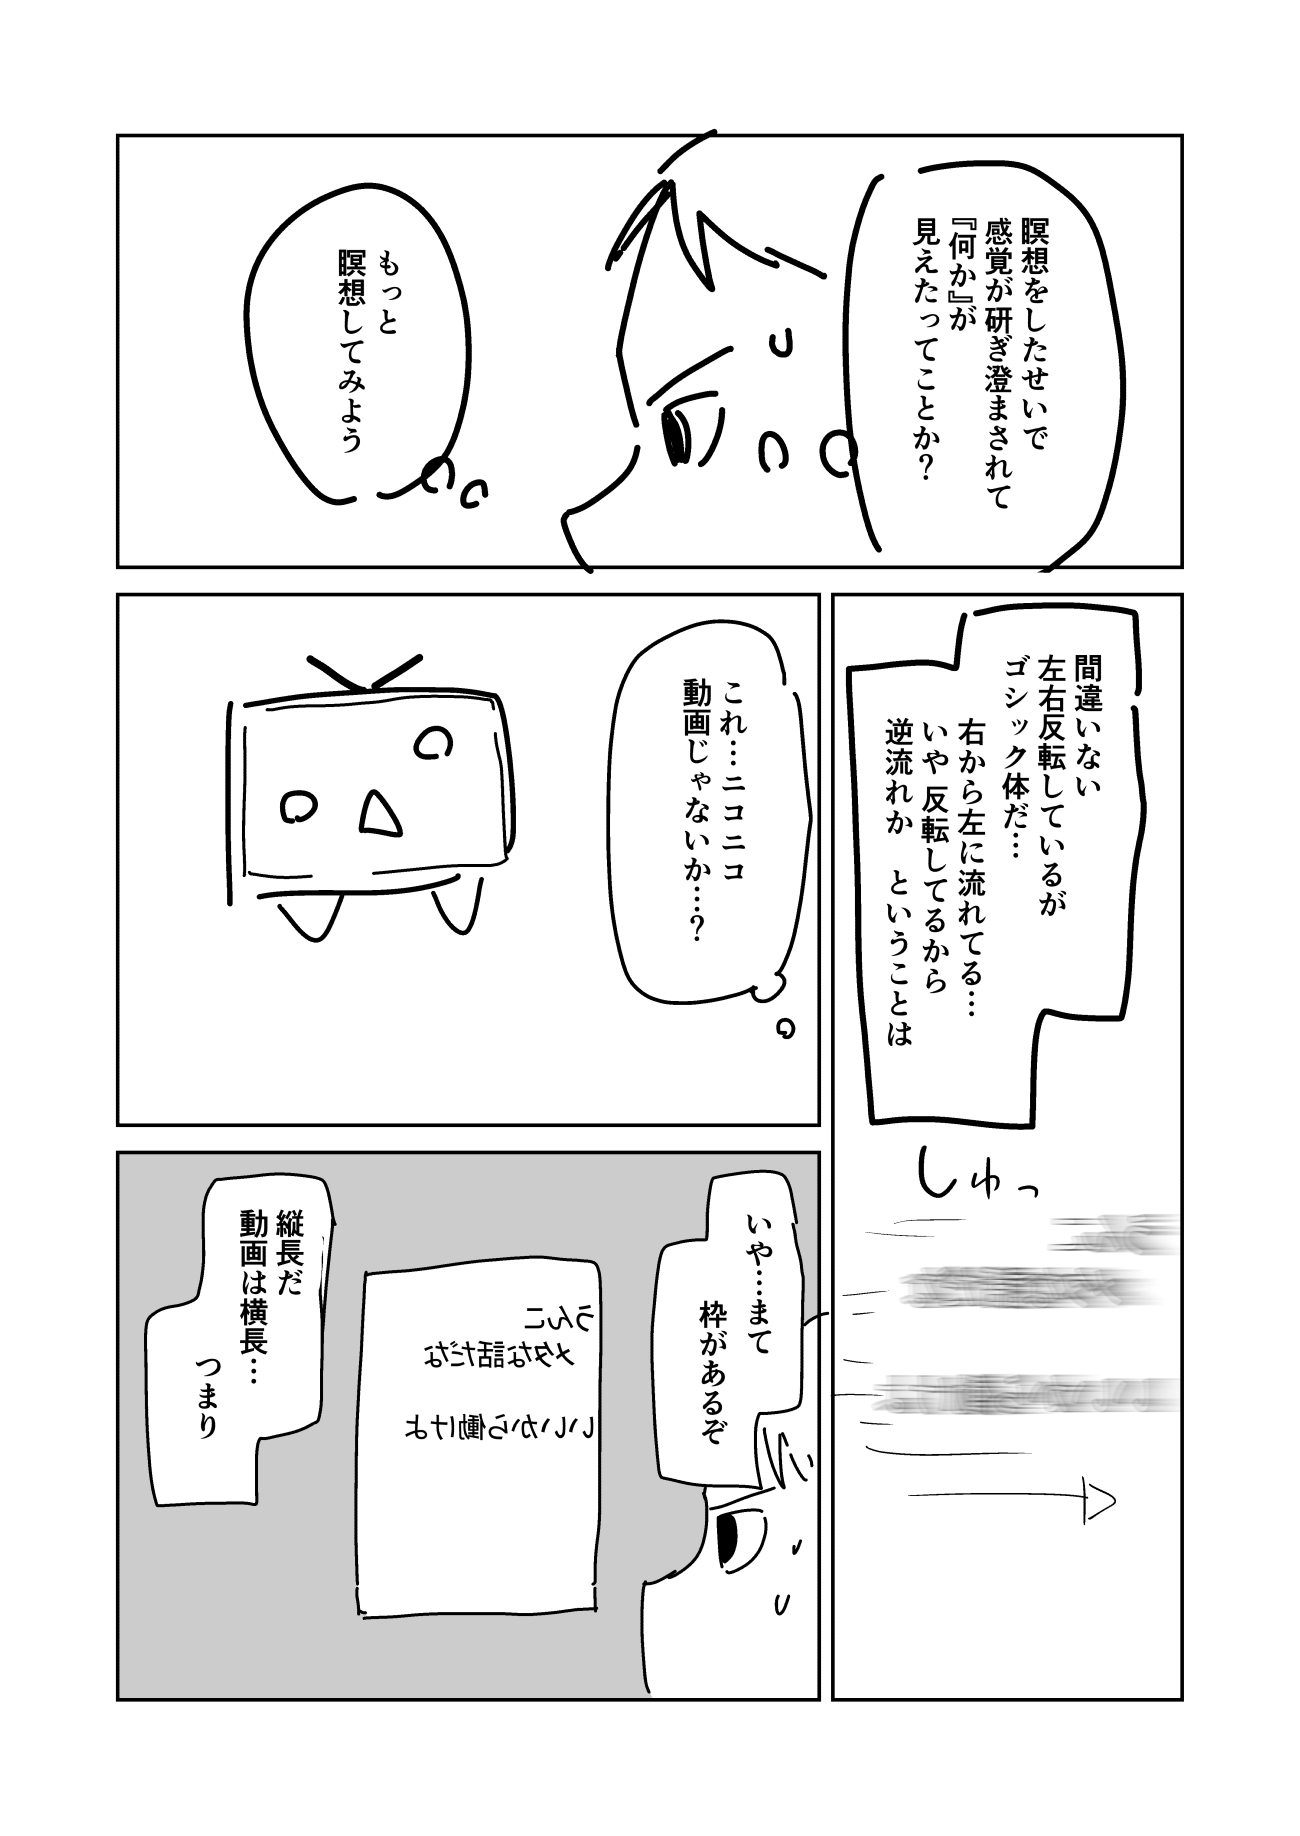 瞑想をしたせいで
感覚が研ぎ澄まされて
『何か』が
見えたってことか？
もっと
瞑想してみよう
間違いない
左右反転しているが
ゴシック体だ…
右から左に流れてる…
いや 反転してるから
逆流れか ということは
しゅっ
これ…ニコニコ
動画じゃないか…？
いや…まて
枠があるぞ
うんこ
メタな話だな
いいから働けよ
縦長だ
動画は横長…
つまり